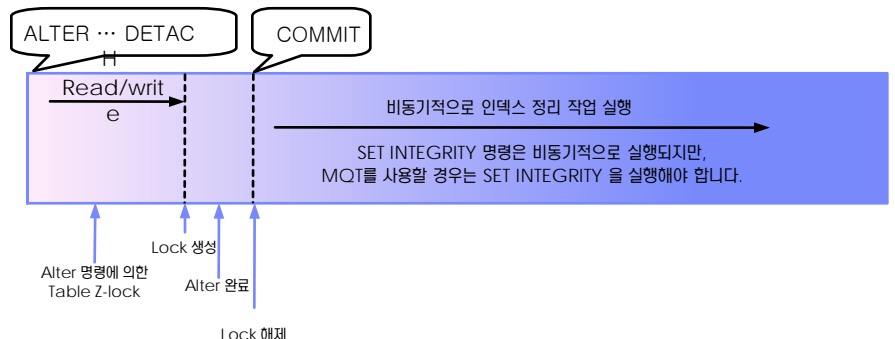 ALTER … DETAC
H
COMMIT
Read/writ
e
비동기적으로 인덱스 정리 작업 실행
SET INTEGRITY 명령은 비동기적으로 실행되지만,
MQT를 사용할 경우는 SET INTEGRITY 을 실행해야 합니다.
Lock 생성
Alter 명령에 의한
Table Z-lock
Alter 완료
Lock 해제